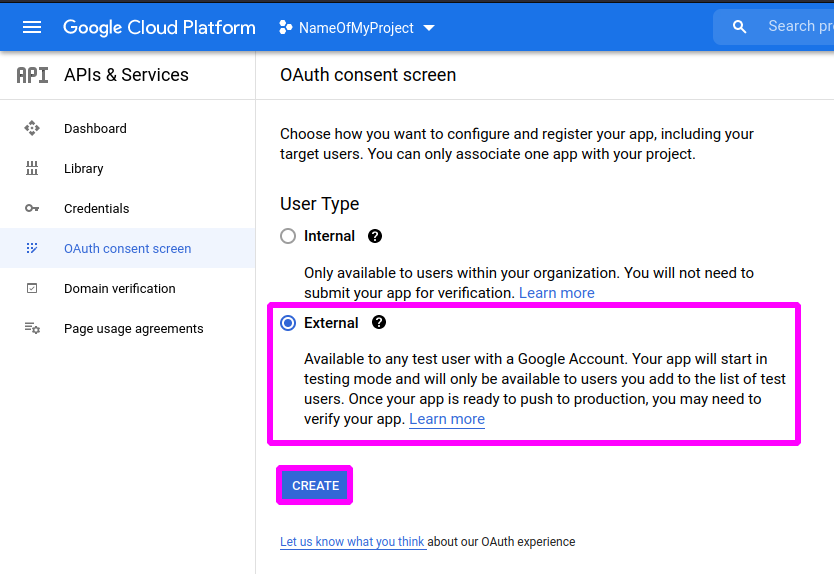 Google Cloud Platform
NameOfMyProject
API
APIs & Services
Dashboard
Library
Credentials
OAuth consent screen
Domain verification
Page usage agreements
OAuth consent screen
Choose how you want to configure and register your app, including your
target users. You can only associate one app with your project.
User Type
Internal ?
Only available to users within your organization. You will not need to
submit your app for verification. Learn more
External ?
Available to any test user with a Google Account. Your app will start in
testing mode and will only be available to users you add to the list of test
users. Once your app is ready to push to production, you may need to
verify your app. Learn more
CREATE
Let us know what you think about our OAuth experience